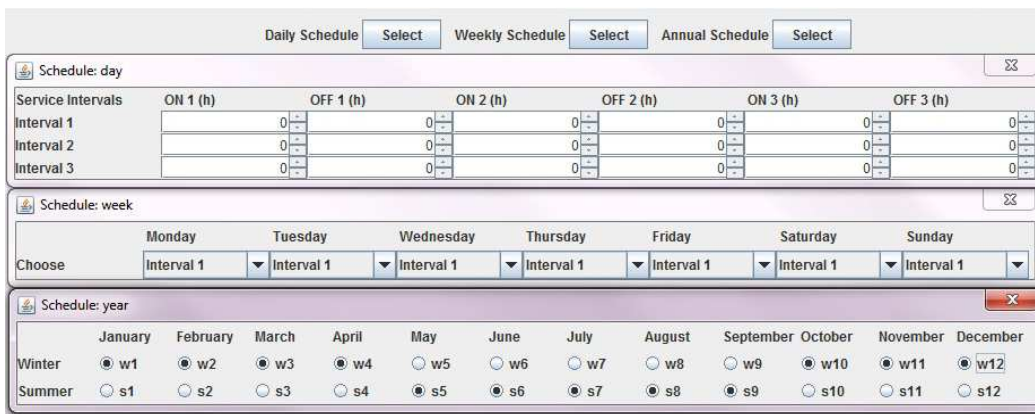 Daily Schedule Select Weekly Schedule Select Annual Schedule Select
Schedule: day
Service Intervals ON 1 (h) OFF 1 (h) ON 2 (h) OFF 2 (h) ON 3 (h) OFF 3 (h)
Interval 1 0 0 0 0 0 0
Interval 2 0 0 0 0 0 0
Interval 3 0 0 0 0 0 0
Schedule: week
Monday Tuesday Wednesday Thursday Friday Saturday Sunday
Choose Interval 1 Interval 1 Interval 1 Interval 1 Interval 1 Interval 1 Interval 1
Schedule: year
January February March April May June July August September October November December
Winter w1 w2 w3 w4 w5 w6 w7 w8 w9 w10 w11 w12
Summer s1 s2 s3 s4 s5 s6 s7 s8 s9 s10 s11 s12